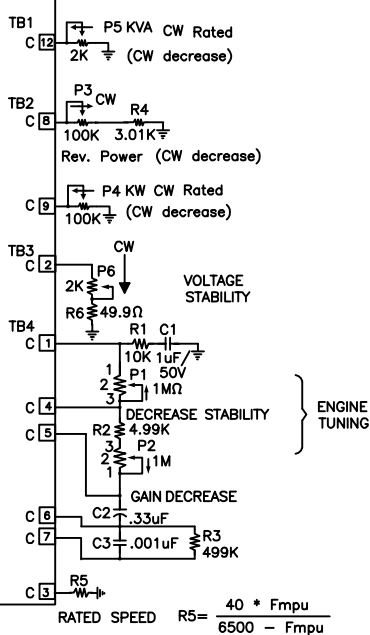 TB1
C 12
P5 KVA CW Rated
2K
(CW decrease)
TB2
P3
CW
R4
C 8
100K
3.01K
Rev. Power (CW decrease)
C 9
P4 KW CW Rated
100K
(CW decrease)
TB3
C 2
CW
P6
2K
VOLTAGE
STABILITY
R6
49.9Ω
TB4
C 1
R1
C1
10K
1uF
50V
1
2
3
P1
1MΩ
C 4
DECREASE STABILITY
ENGINE
TUNING
C 5
R2
4.99K
3
2
1
P2
1M
GAIN DECREASE
C 6
C2
.33uF
C 7
C3
.001uF
R3
499K
C 3
R5
RATED SPEED
R5= 40 * Fmpu
6500 - Fmpu